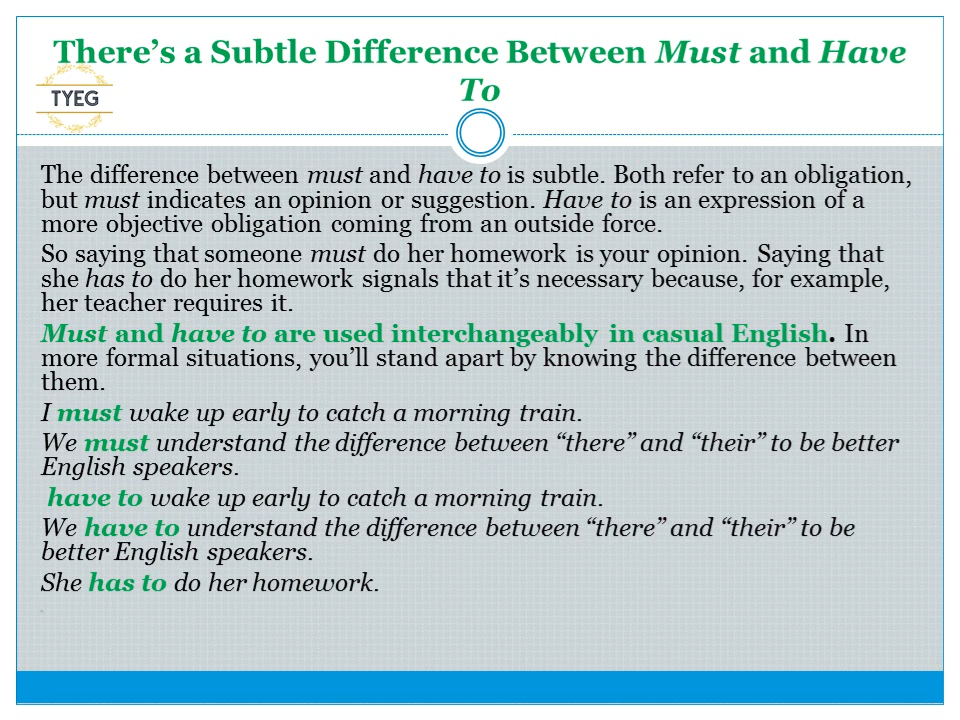 There’s a Subtle Difference Between Must and Have
To
TYEG
The difference between must and have to is subtle. Both refer to an obligation,
but must indicates an opinion or suggestion. Have to is an expression of a
more objective obligation coming from an outside force.
So saying that someone must do her homework is your opinion. Saying that
she has to do her homework signals that it’s necessary because, for example,
her teacher requires it.
Must and have to are used interchangeably in casual English. In
more formal situations, you’ll stand apart by knowing the difference between
them.
I must wake up early to catch a morning train.
We must understand the difference between “there” and “their” to be better
English speakers.
have to wake up early to catch a morning train.
We have to understand the difference between “there” and “their” to be
better English speakers.
She has to do her homework.